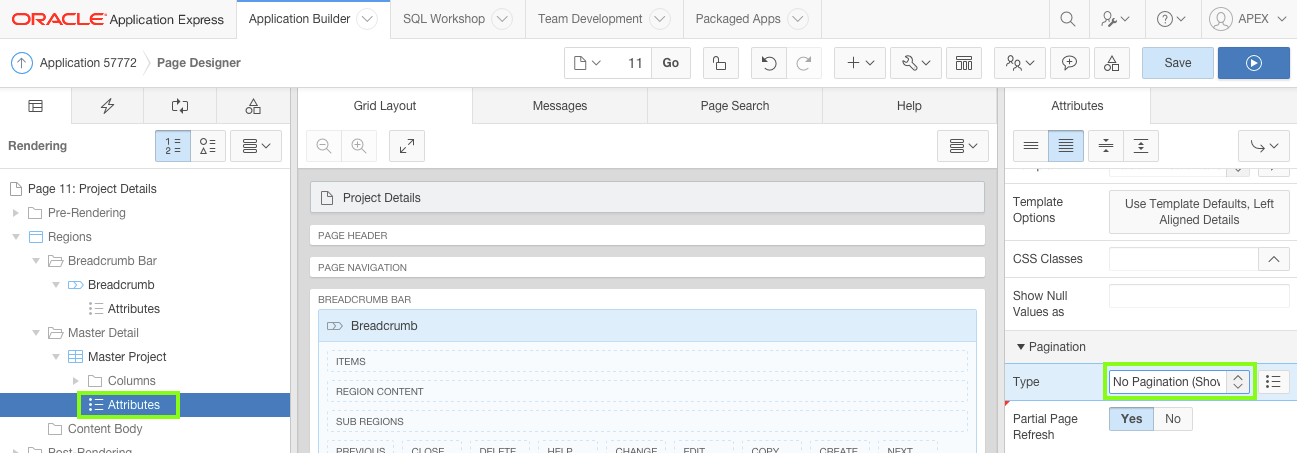 ORACLE Application Express
Application Builder
SQL Workshop
Team Development
Packaged Apps
APEX
Application 57772
Page Designer
11
Go
Save
Grid Layout
Messages
Page Search
Help
Attributes
Rendering
1
2
Page 11: Project Details
Pre-Rendering
Regions
Breadcrumb Bar
Breadcrumb
Attributes
Master Detail
Master Project
Columns
Attributes
Content Body
Post-Rendering
Project Details
PAGE HEADER
PAGE NAVIGATION
BREADCRUMB BAR
Breadcrumb
ITEMS
REGION CONTENT
SUB REGIONS
PREVIOUS
CLOSE
DELETE
HELP
CHANGE
EDIT
COPY
CREATE
NEXT
Template
Options
Use Template Defaults, Left
Aligned Details
CSS Classes
Show Null
Values as
Pagination
Type
No Pagination (Show
Partial Page
Refresh
Yes
No